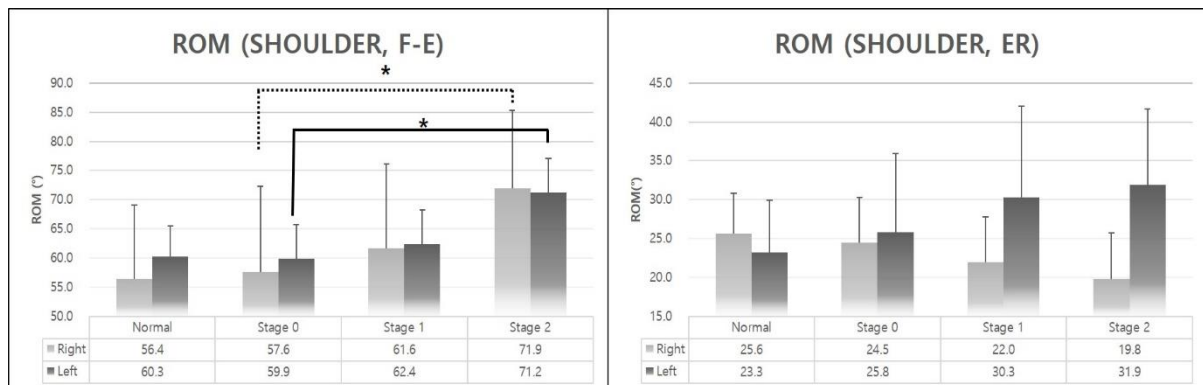 ROM (SHOULDER, F-E)
*
*
90.0
85.0
80.0
75.0
70.0
65.0
60.0
55.0
50.0
ROM (°)
Normal Stage 0 Stage 1 Stage 2
Right 56.4 57.6 61.6 71.9
Left 60.3 59.9 62.4 71.2
ROM (SHOULDER, ER)
45.0
40.0
35.0
30.0
25.0
20.0
15.0
ROM(°)
Normal Stage 0 Stage 1 Stage 2
Right 25.6 24.5 22.0 19.8
Left 23.3 25.8 30.3 31.9